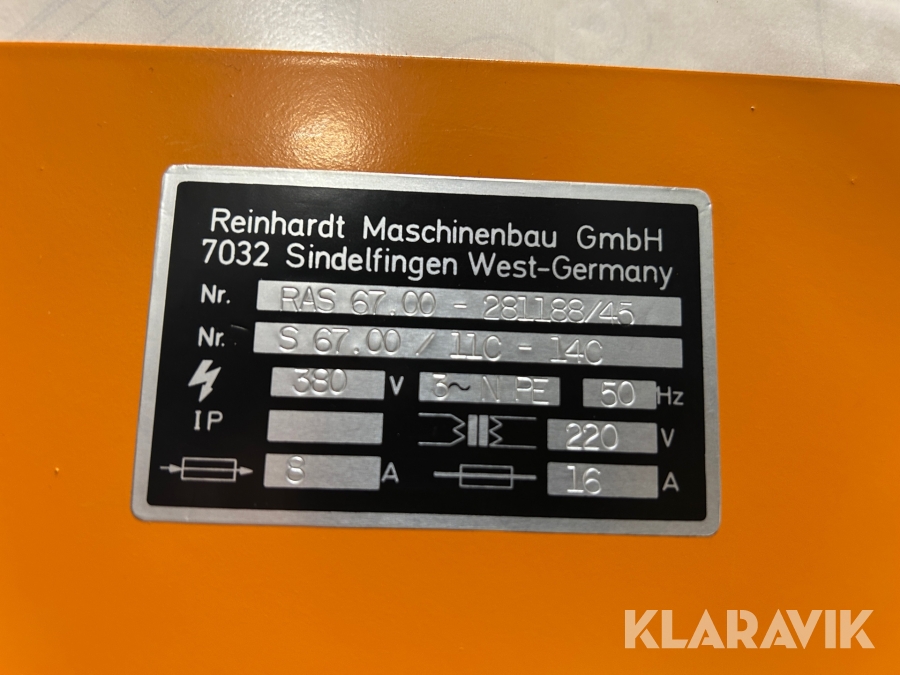 Reinhardt Maschinenbau GmbH
7032 Sindelfingen West-Germany
Nr. RAS 67.00 - 281188/45
Nr. S 67.00 / 11C - 14C
380 V 3~ N PE 50 Hz
IP 220 V
8 A 16 A
KLARAVIK